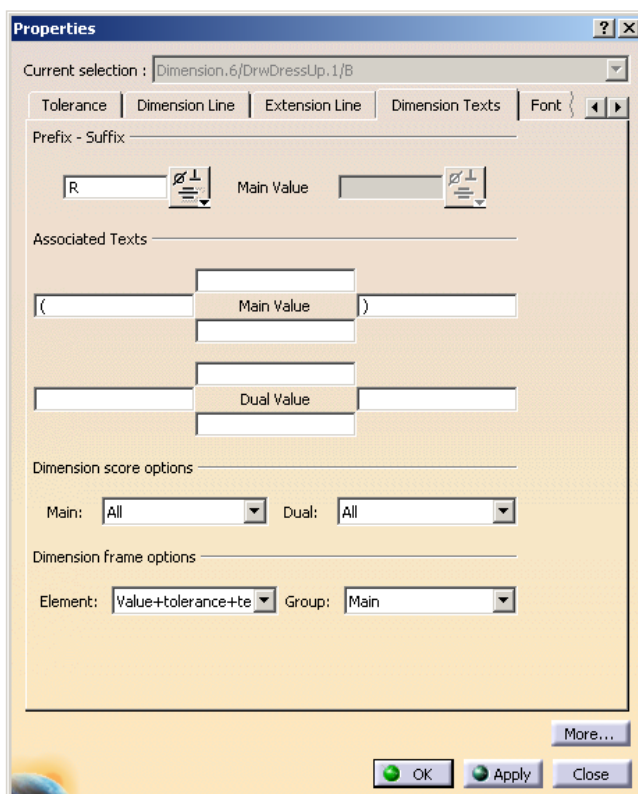 Properties
Current selection : Dimension.6/DrwDressUp.1/B
Tolerance Dimension Line Extension Line Dimension Texts Font
Prefix - Suffix
R Main Value
Associated Texts
( Main Value )
Dual Value
Dimension score options
Main: All Dual: All
Dimension frame options
Element: Value+tolerance+te Group: Main
More...
OK Apply Close